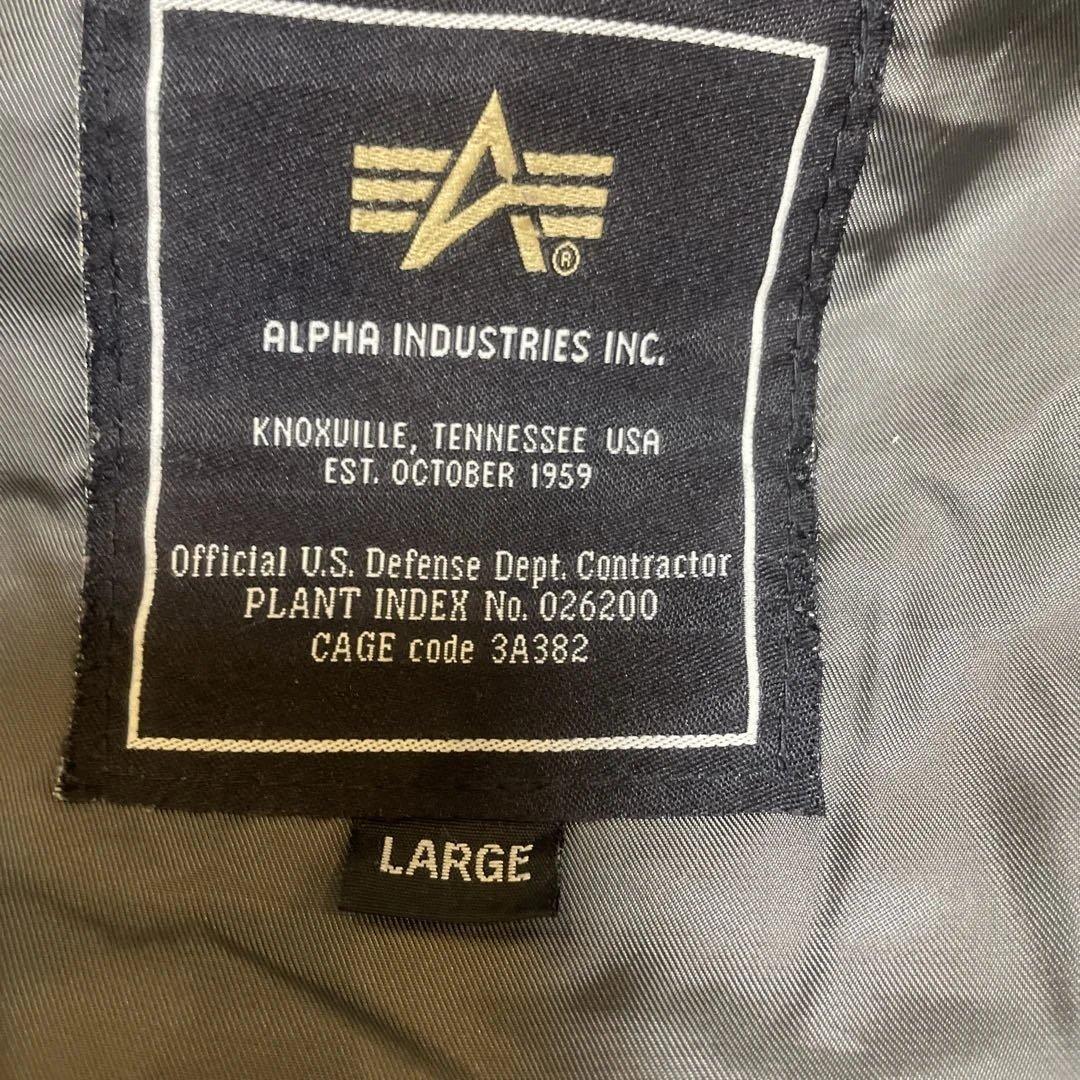 ALPHA INDUSTRIES INC.
KNOXVILLE, TENNESSEE USA
EST. OCTOBER 1959
Official U.S. Defense Dept. Contractor
PLANT INDEX No. 026200
CAGE code 3A382
LARGE